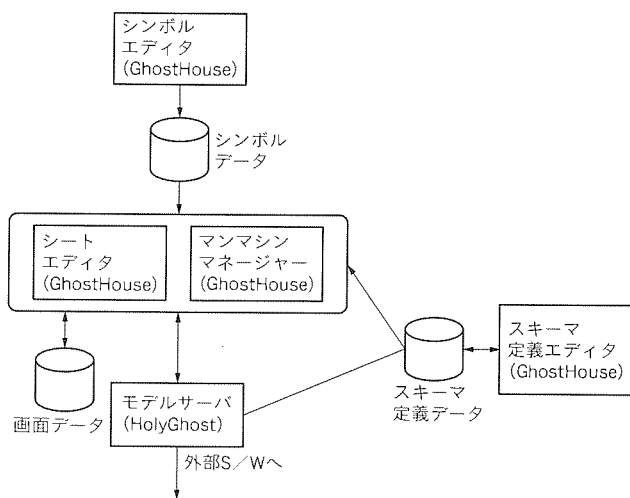 シンボル
エディタ
(GhostHouse)
シンボル
データ
シート
エディタ
(GhostHouse)
マンマシン
マネージャー
(GhostHouse)
スキーマ
定義エディタ
(GhostHouse)
スキーマ
定義データ
画面データ
モデルサーバ
(HolyGhost)
外部S/Wへ